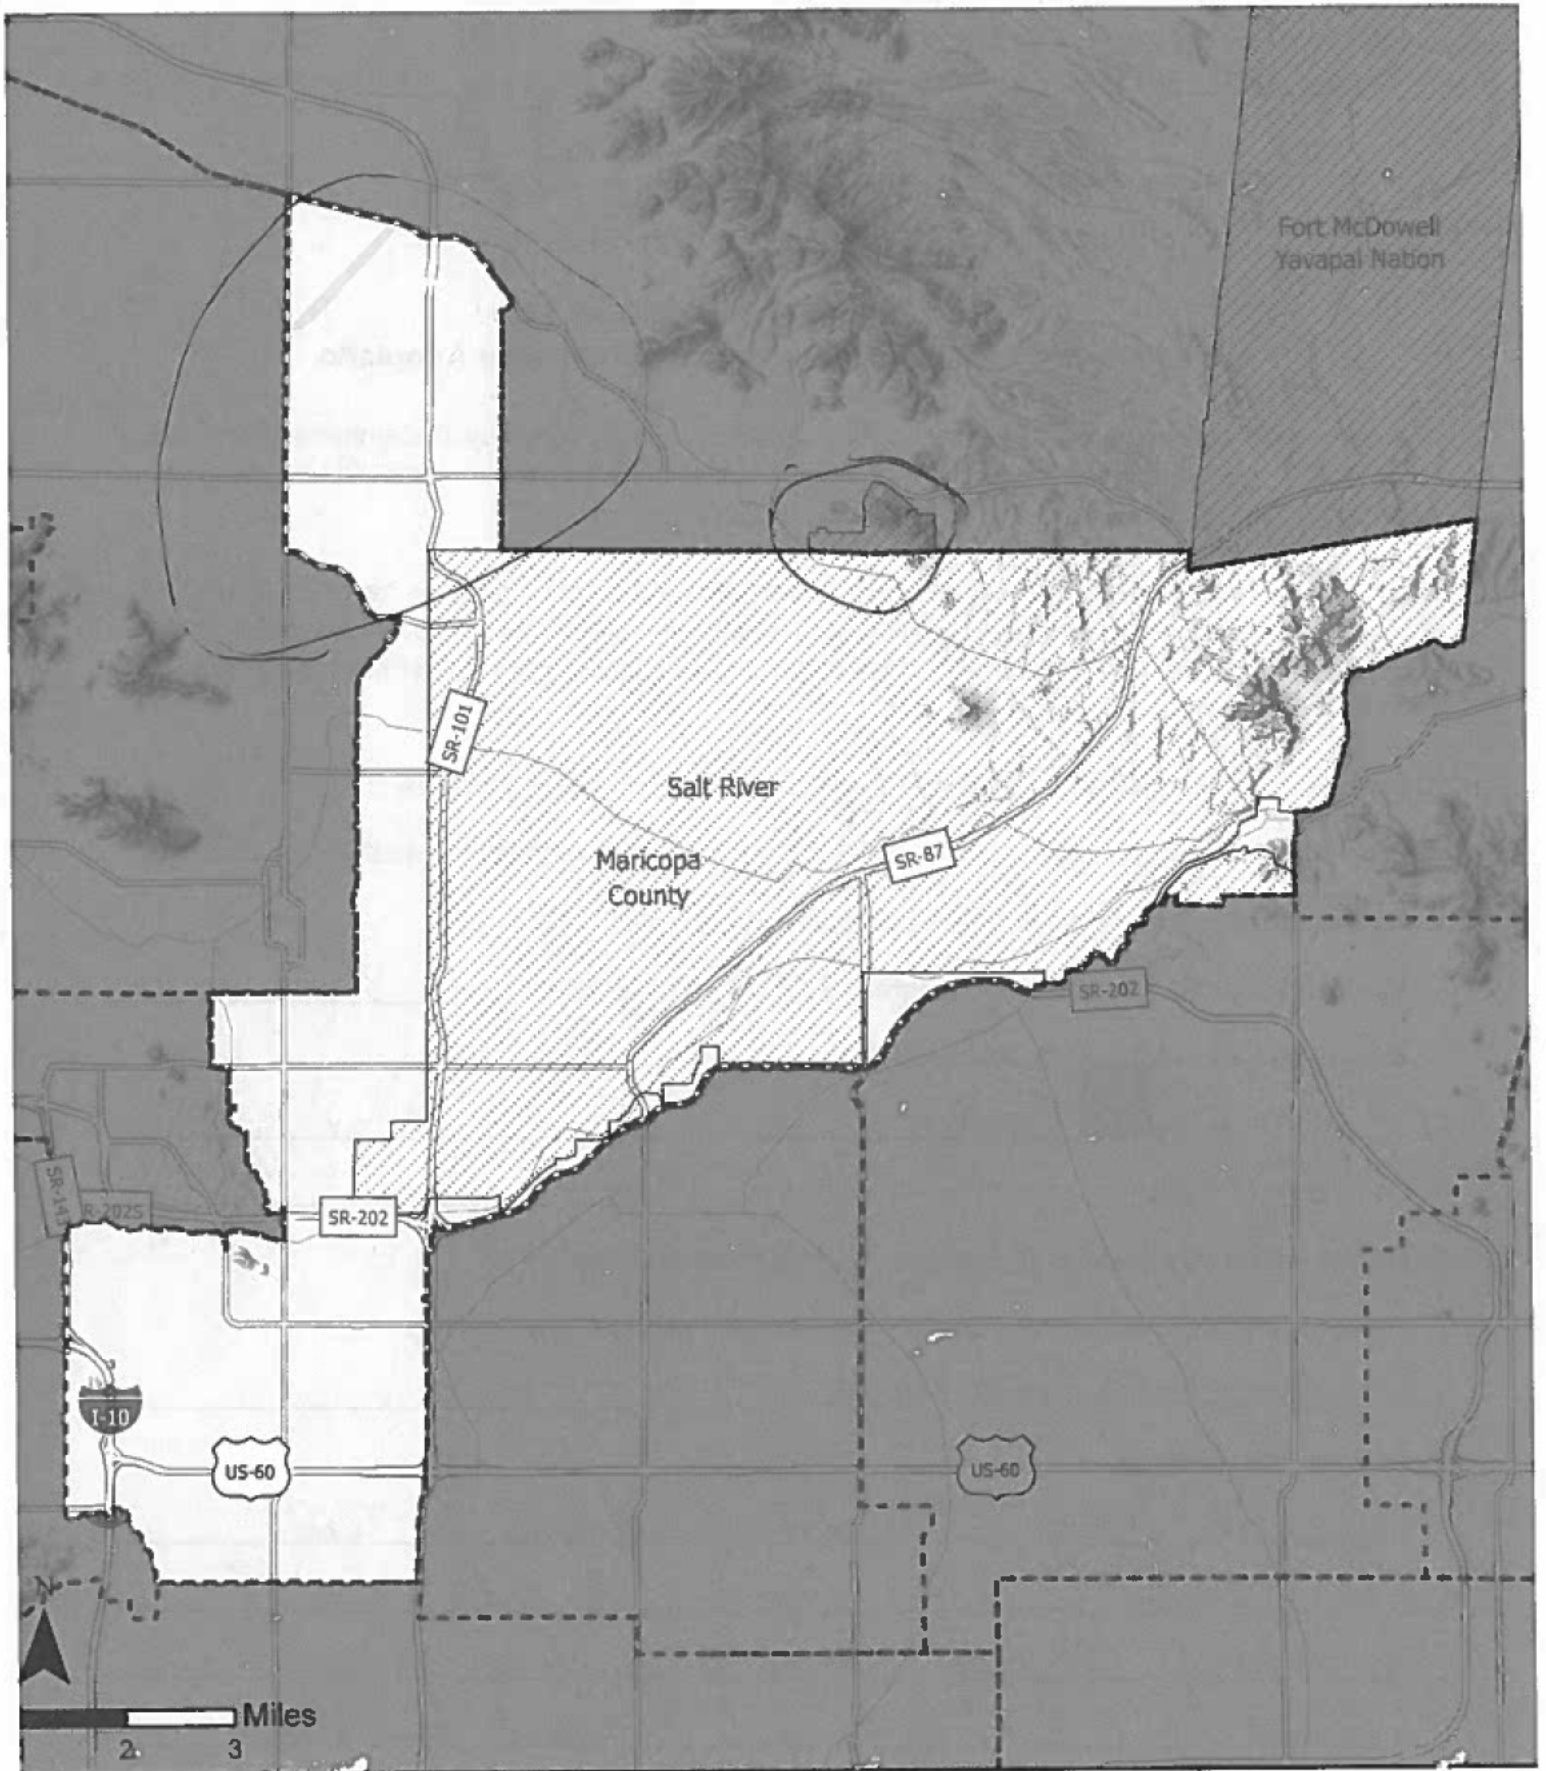 Fort McDowell
Yavapai Nation
SR-101
Salt River
Maricopa
County
SR-87
SR-202
SR-143
R-202S
SR-202
I-10
US-60
US-60
N
Miles
2
3